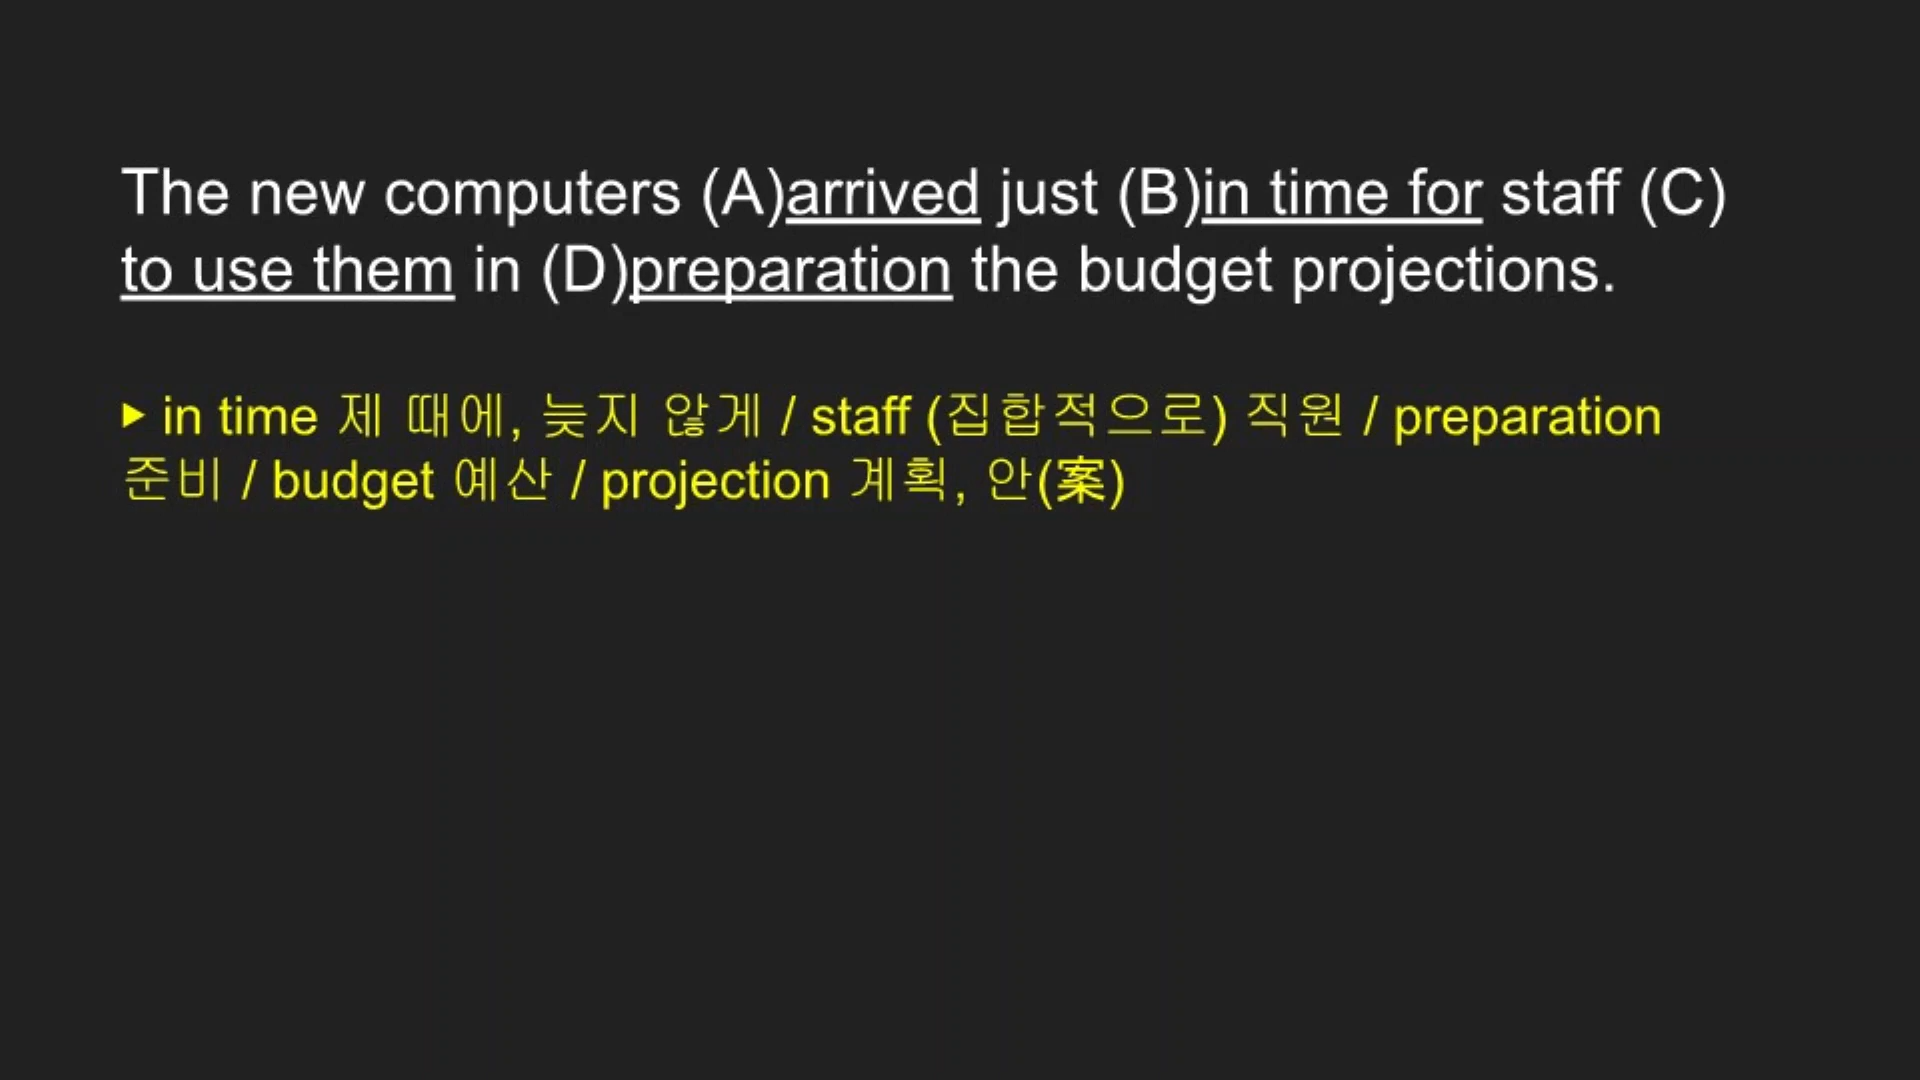 The new computers (A)arrived just (B)in time for staff (C)
to use them in (D)preparation the budget projections.
▶ in time 제 때에, 늦지 않게 / staff (집합적으로) 직원 / preparation
준비 / budget 예산 / projection 계획, 안(案)